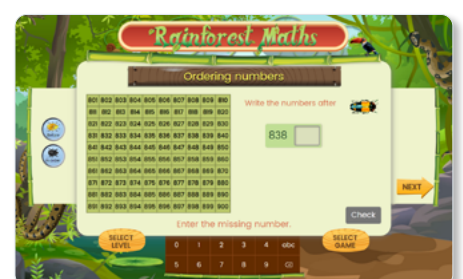 Rainforest Maths
Ordering numbers
801 802 803 804 805 806 807 808 809 810
811 812 813 814 815 816 817 818 819 820
821 822 823 824 825 826 827 828 829 830
831 832 833 834 835 836 837 838 839 840
841 842 843 844 845 846 847 848 849 850
851 852 853 854 855 856 857 858 859 860
861 862 863 864 865 866 867 868 869 870
871 872 873 874 875 876 877 878 879 880
881 882 883 884 885 886 887 888 889 890
891 892 893 894 895 896 897 898 899 900
Write the numbers after
838
NEXT
Check
Enter the missing number.
SELECT
LEVEL
0 1 2 3 4 abc
5 6 7 8 9
SELECT
GAME